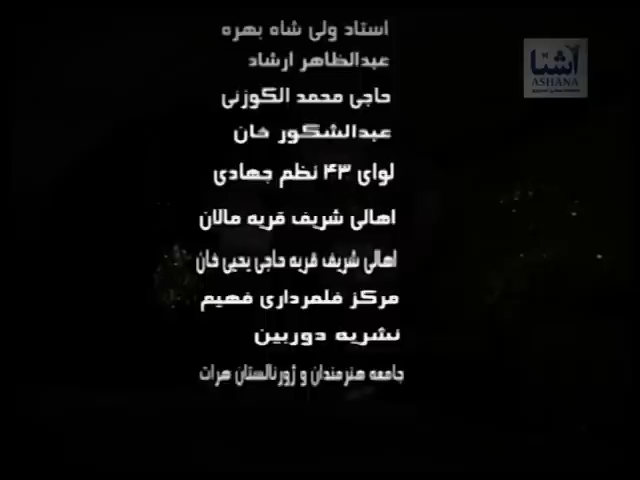 استاد ولی شاه بهره
عبدالظاهر ارشاد
حاجی محمد الکوزئی
عبدالشکور خان
لوای ۴۳ نظم جهادی
اهالی شریف قریه مالان
اهالی شریف قریه حاجی یحیی خان
مرکز فلمبرداری فهیم
نشریه دوربین
جامعه هنرمندان و ژورنالستان هرات
آشنا
ASHANA